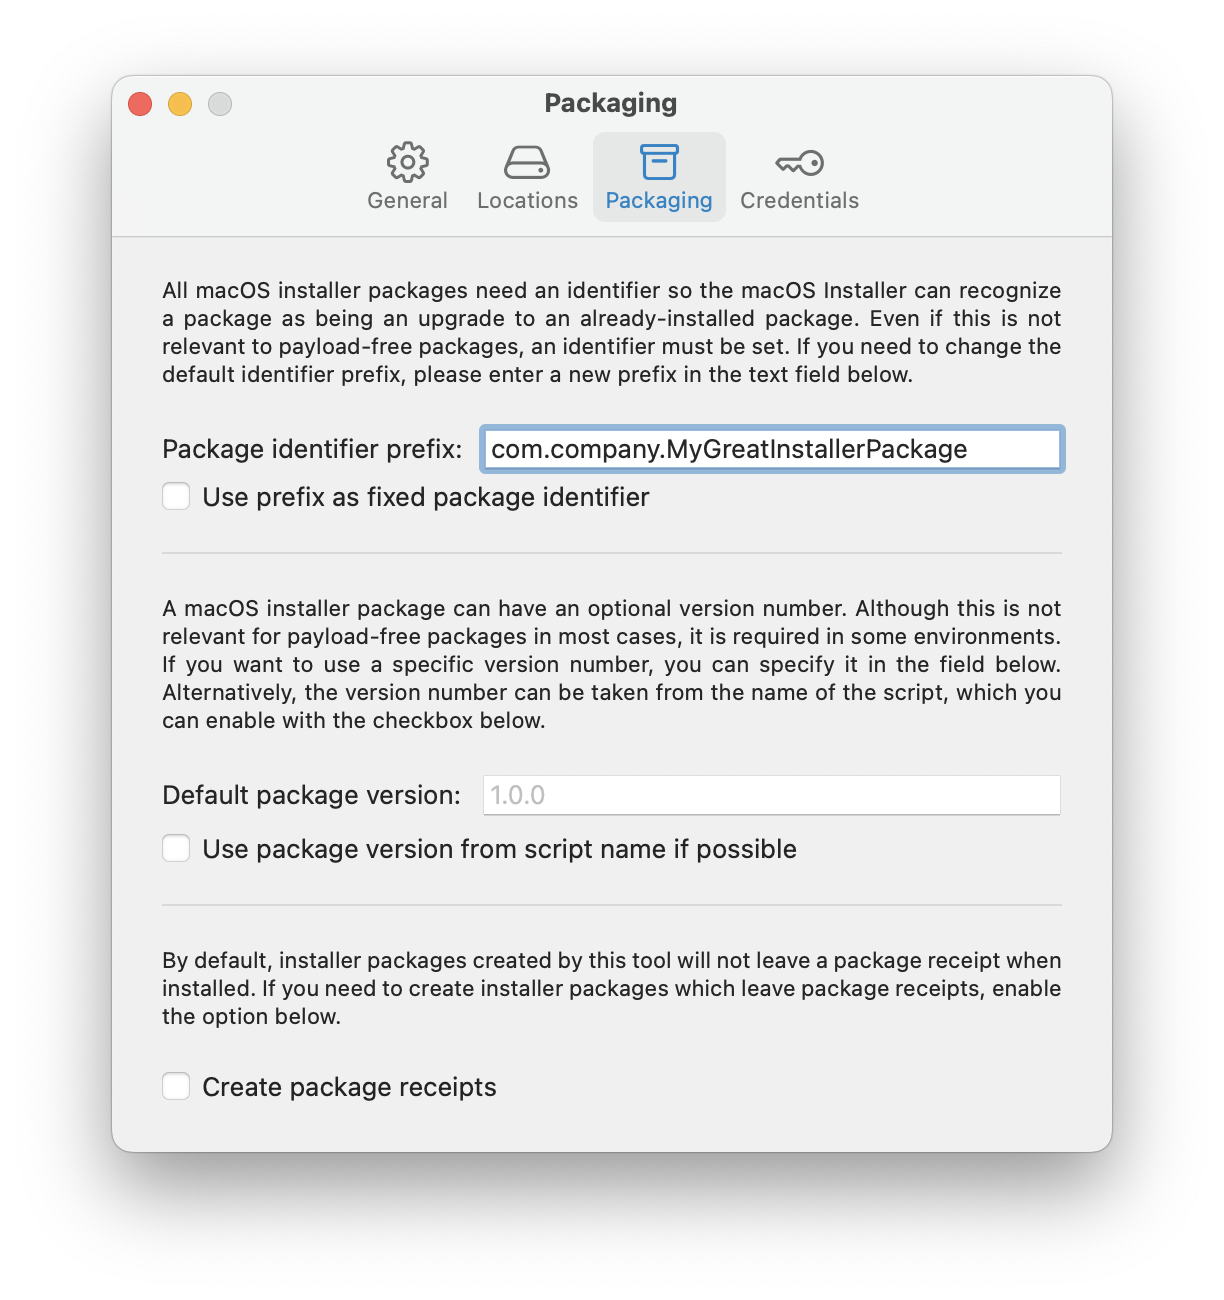 Packaging
General
Locations
Packaging
Credentials
All macOS installer packages need an identifier so the macOS Installer can recognize
a package as being an upgrade to an already-installed package. Even if this is not
relevant to payload-free packages, an identifier must be set. If you need to change the
default identifier prefix, please enter a new prefix in the text field below.
Package identifier prefix: com.company.MyGreatInstallerPackage
Use prefix as fixed package identifier
A macOS installer package can have an optional version number. Although this is not
relevant for payload-free packages in most cases, it is required in some environments.
If you want to use a specific version number, you can specify it in the field below.
Alternatively, the version number can be taken from the name of the script, which you
can enable with the checkbox below.
Default package version: 1.0.0
Use package version from script name if possible
By default, installer packages created by this tool will not leave a package receipt when
installed. If you need to create installer packages which leave package receipts, enable
the option below.
Create package receipts